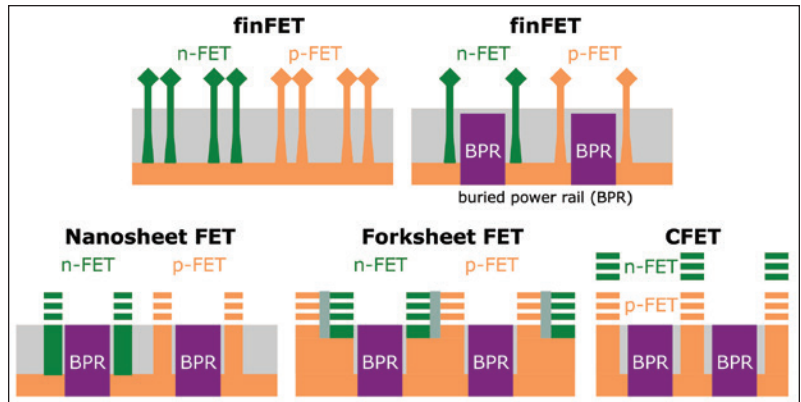 finFET
n-FET p-FET
finFET
n-FET p-FET
BPR BPR
buried power rail (BPR)
Nanosheet FET
n-FET p-FET
BPR BPR
Forksheet FET
n-FET p-FET
BPR BPR
CFET
n-FET
p-FET
BPR BPR